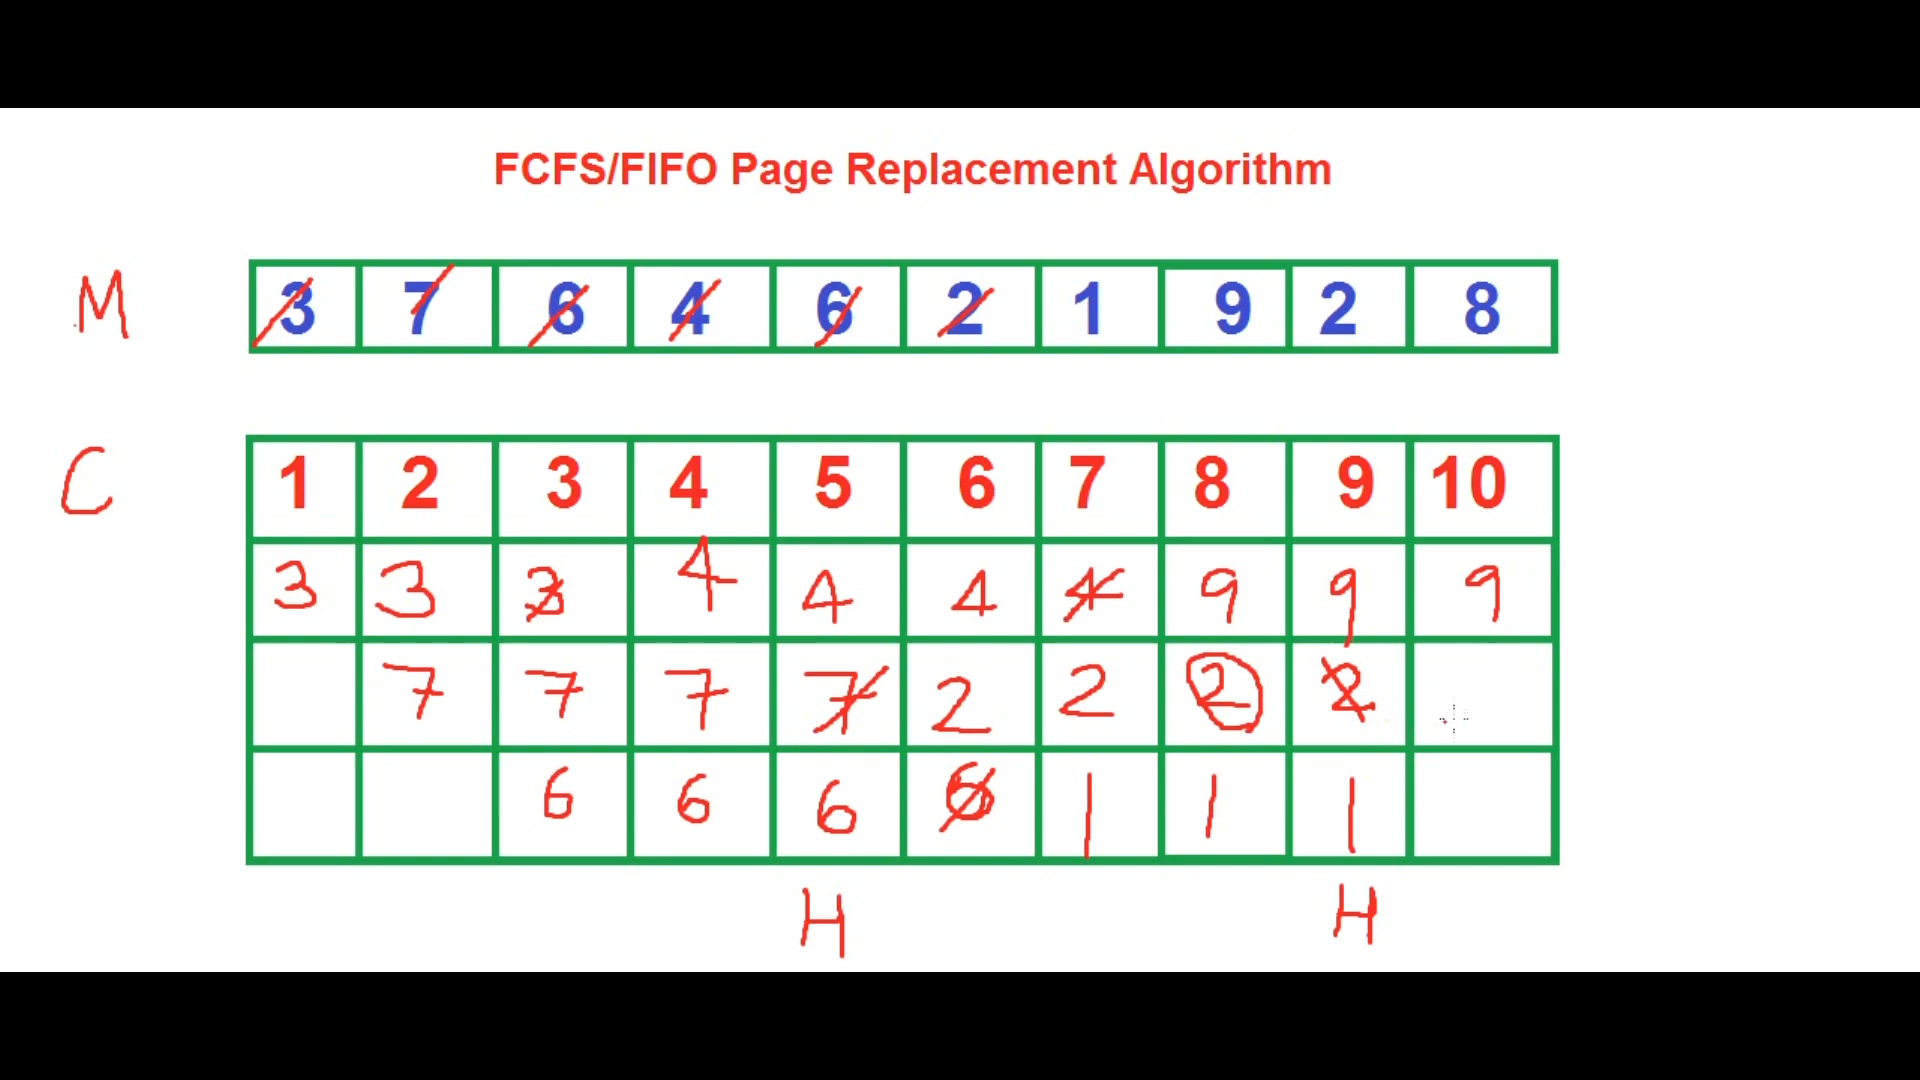 FCFS/FIFO Page Replacement Algorithm
M 3 7 6 4 6 2 1 9 2 8
C 1 2 3 4 5 6 7 8 9 10
3 3 3 4 4 4 4 9 9 9
7 7 7 7 2 2 2 2
6 6 6 6 1 1 1
H H